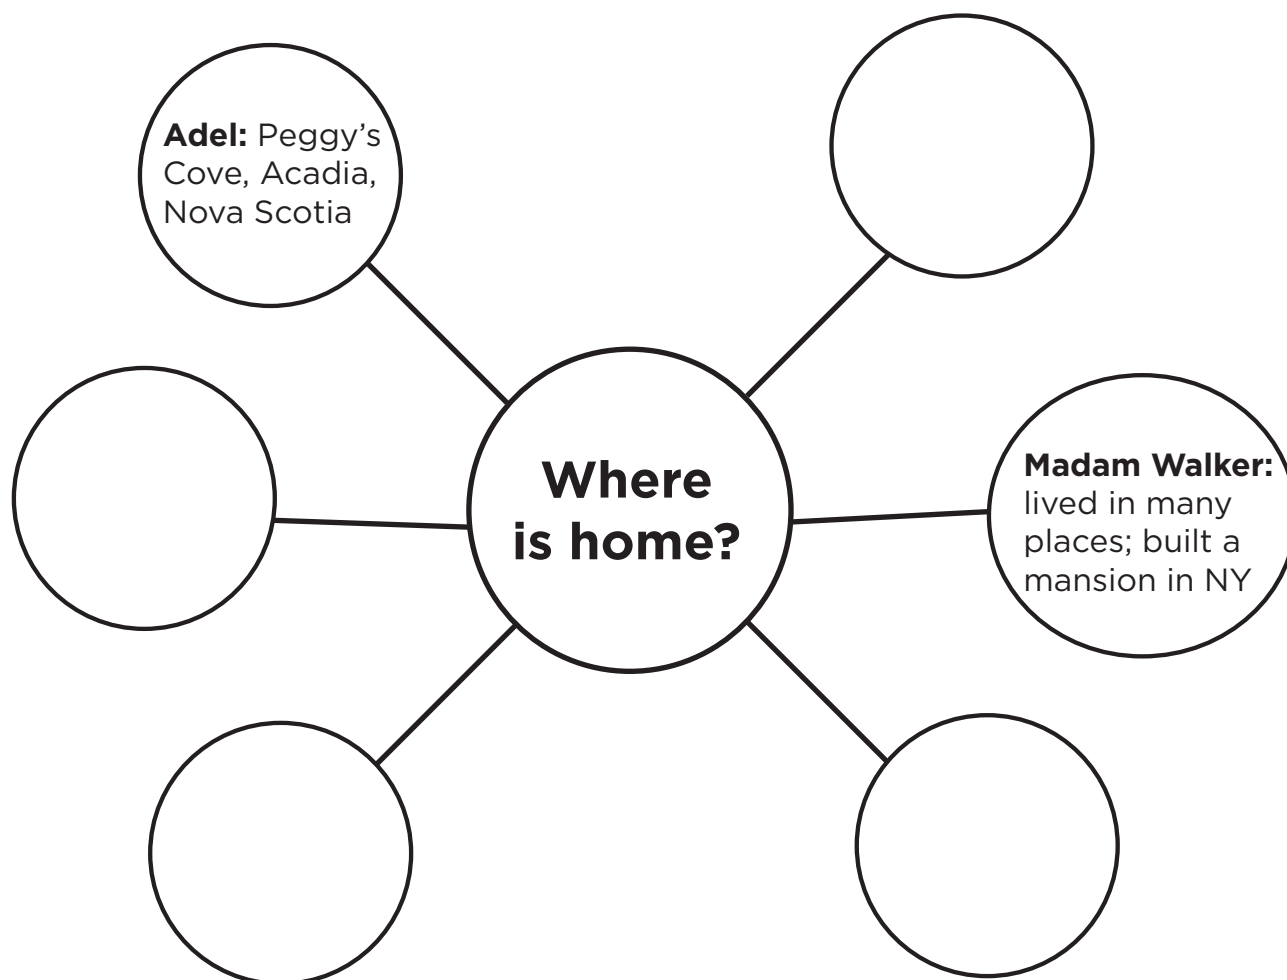 Adel: Peggy’s
Cove, Acadia,
Nova Scotia
Where
is home?
Madam Walker:
lived in many
places; built a
mansion in NY